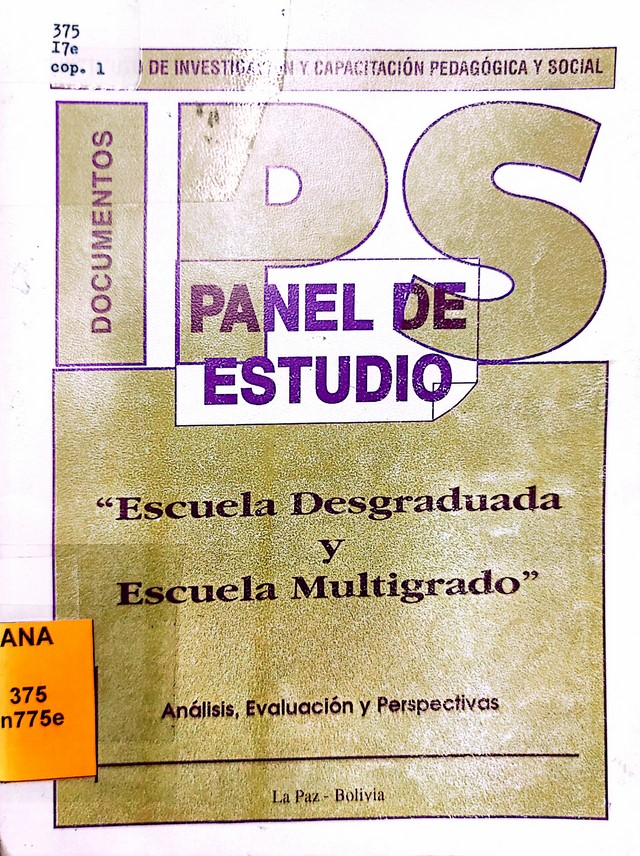 375
I7e
cop. 1
DE INVESTIGACIÓN Y CAPACITACIÓN PEDAGÓGICA Y SOCIAL
DOCUMENTOS
IPS
PANEL DE
ESTUDIO
“Escuela Desgraduada
y
Escuela Multigrado”
ANA
375
n775e
Análisis, Evaluación y Perspectivas
La Paz - Bolivia